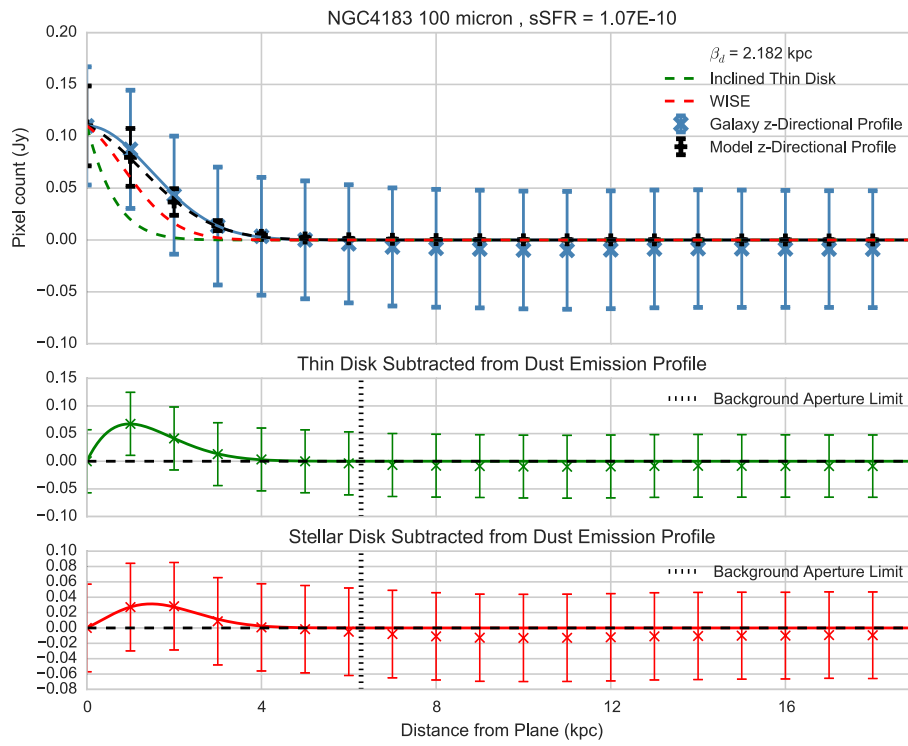 NGC4183 100 micron , sSFR = 1.07E-10
0.20
0.15
0.10
0.05
0.00
−0.05
−0.10
Pixel count (Jy)
β_d = 2.182 kpc
Inclined Thin Disk
WISE
Galaxy z-Directional Profile
Model z-Directional Profile
Thin Disk Subtracted from Dust Emission Profile
0.15
0.10
0.05
0.00
−0.05
−0.10
Background Aperture Limit
Stellar Disk Subtracted from Dust Emission Profile
0.10
0.08
0.06
0.04
0.02
0.00
−0.02
−0.04
−0.06
−0.08
Background Aperture Limit
0 4 8 12 16
Distance from Plane (kpc)